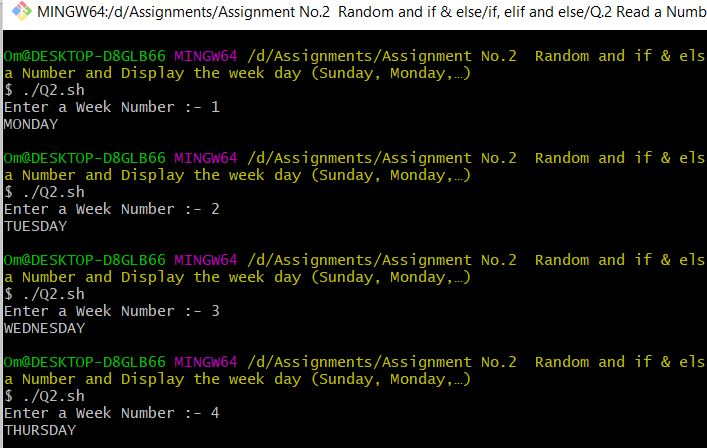 MINGW64:/d/Assignments/Assignment No.2  Random and if & else/if, elif and else/Q.2 Read a Numb
Om@DESKTOP-D8GLB66 MINGW64 /d/Assignments/Assignment No.2  Random and if & els
a Number and Display the week day (Sunday, Monday,…)
$ ./Q2.sh
Enter a Week Number :- 1
MONDAY
Om@DESKTOP-D8GLB66 MINGW64 /d/Assignments/Assignment No.2  Random and if & els
a Number and Display the week day (Sunday, Monday,…)
$ ./Q2.sh
Enter a Week Number :- 2
TUESDAY
Om@DESKTOP-D8GLB66 MINGW64 /d/Assignments/Assignment No.2  Random and if & els
a Number and Display the week day (Sunday, Monday,…)
$ ./Q2.sh
Enter a Week Number :- 3
WEDNESDAY
Om@DESKTOP-D8GLB66 MINGW64 /d/Assignments/Assignment No.2  Random and if & els
a Number and Display the week day (Sunday, Monday,…)
$ ./Q2.sh
Enter a Week Number :- 4
THURSDAY